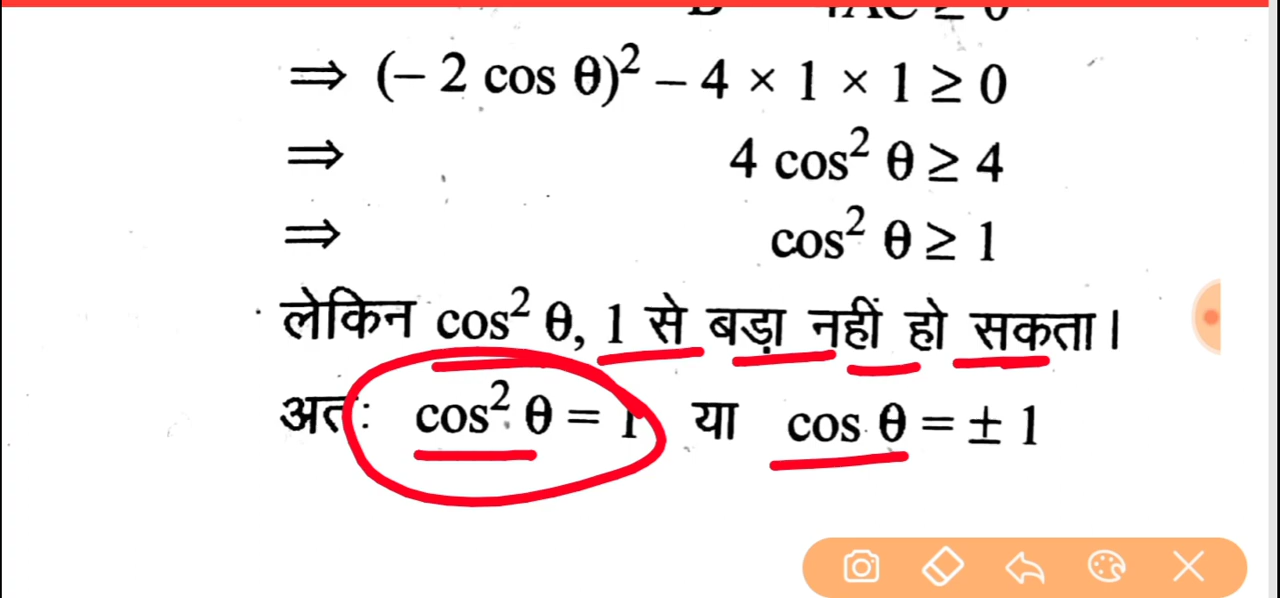 ⇒ (– 2 cos θ)² – 4 × 1 × 1 ≥ 0
⇒ 4 cos² θ ≥ 4
⇒ cos² θ ≥ 1
लेकिन cos² θ, 1 से बड़ा नहीं हो सकता।
अतः cos² θ = 1 या cos θ = ± 1